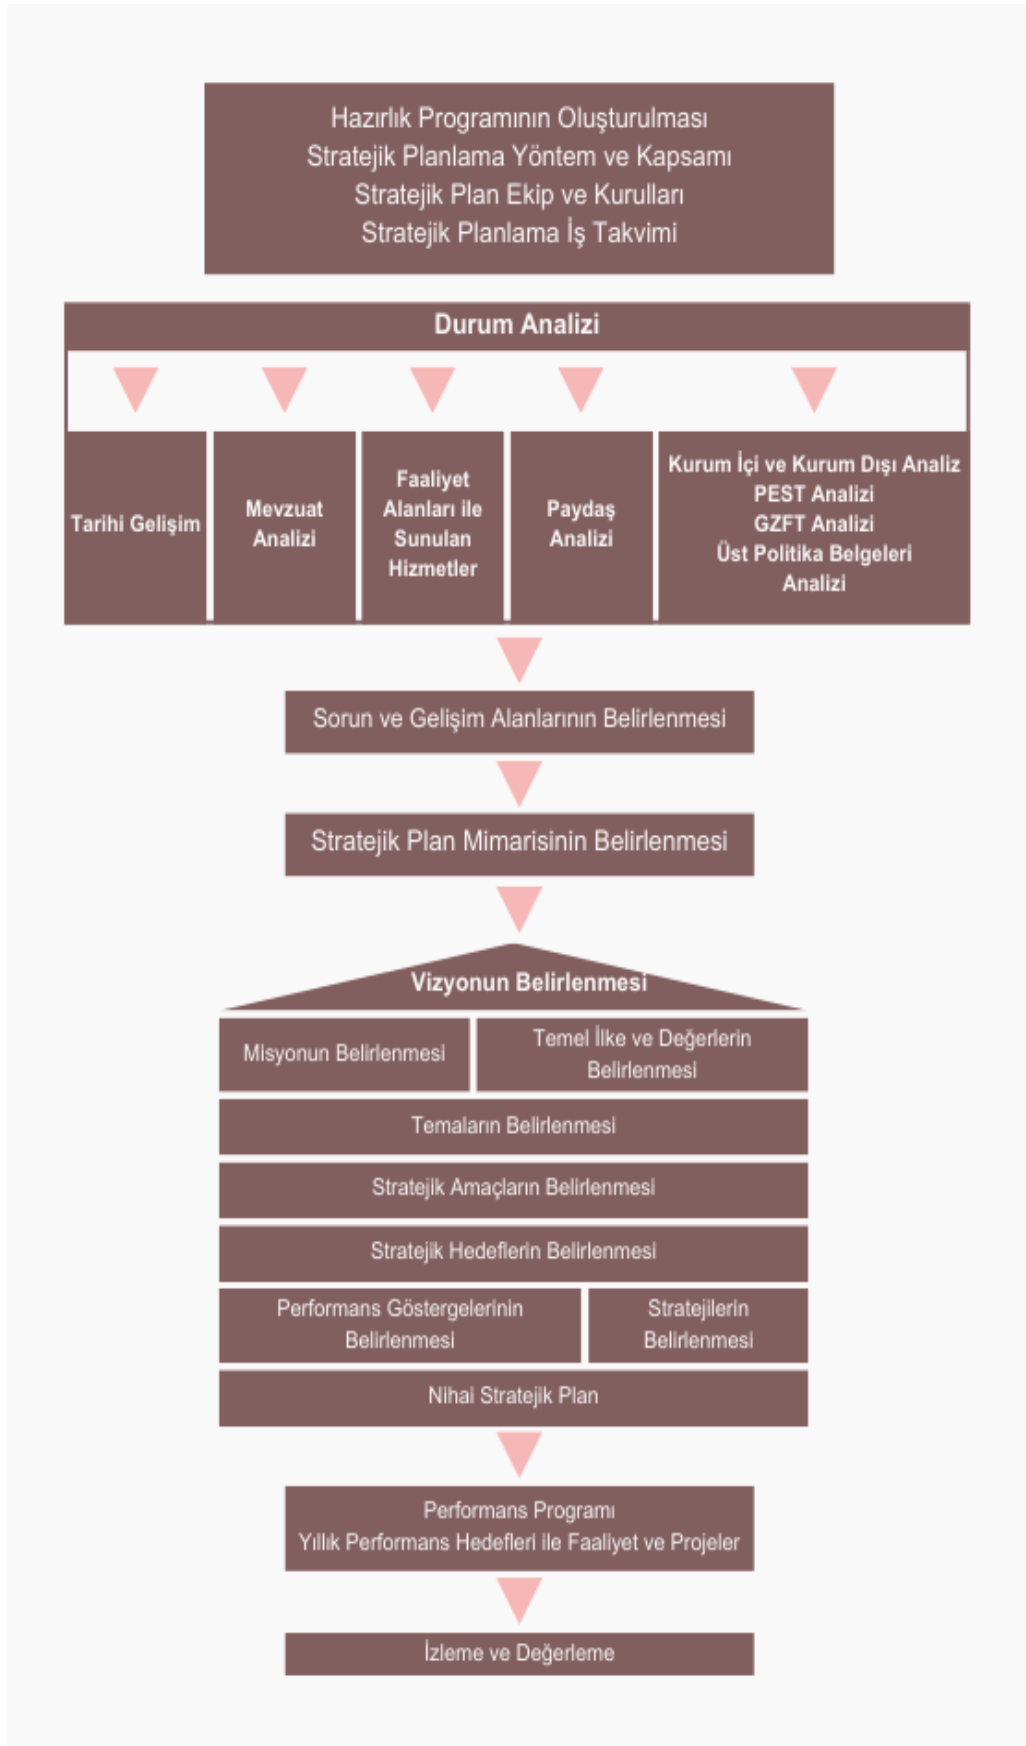 Hazırlık Programının Oluşturulması
Stratejik Planlama Yöntem ve Kapsamı
Stratejik Plan Ekip ve Kurulları
Stratejik Planlama İş Takvimi
Durum Analizi
Tarihi Gelişim
Mevzuat
Analizi
Faaliyet
Alanları ile
Sunulan
Hizmetler
Paydaş
Analizi
Kurum İçi ve Kurum Dışı Analiz
PEST Analizi
GZFT Analizi
Üst Politika Belgeleri
Analizi
Sorun ve Gelişim Alanlarının Belirlenmesi
Stratejik Plan Mimarisinin Belirlenmesi
Vizyonun Belirlenmesi
Misyonun Belirlenmesi
Temel İlke ve Değerlerin
Belirlenmesi
Temaların Belirlenmesi
Stratejik Amaçların Belirlenmesi
Stratejik Hedeflerin Belirlenmesi
Performans Göstergelerinin
Belirlenmesi
Stratejilerin
Belirlenmesi
Nihai Stratejik Plan
Performans Programı
Yıllık Performans Hedefleri ile Faaliyet ve Projeler
İzleme ve Değerleme